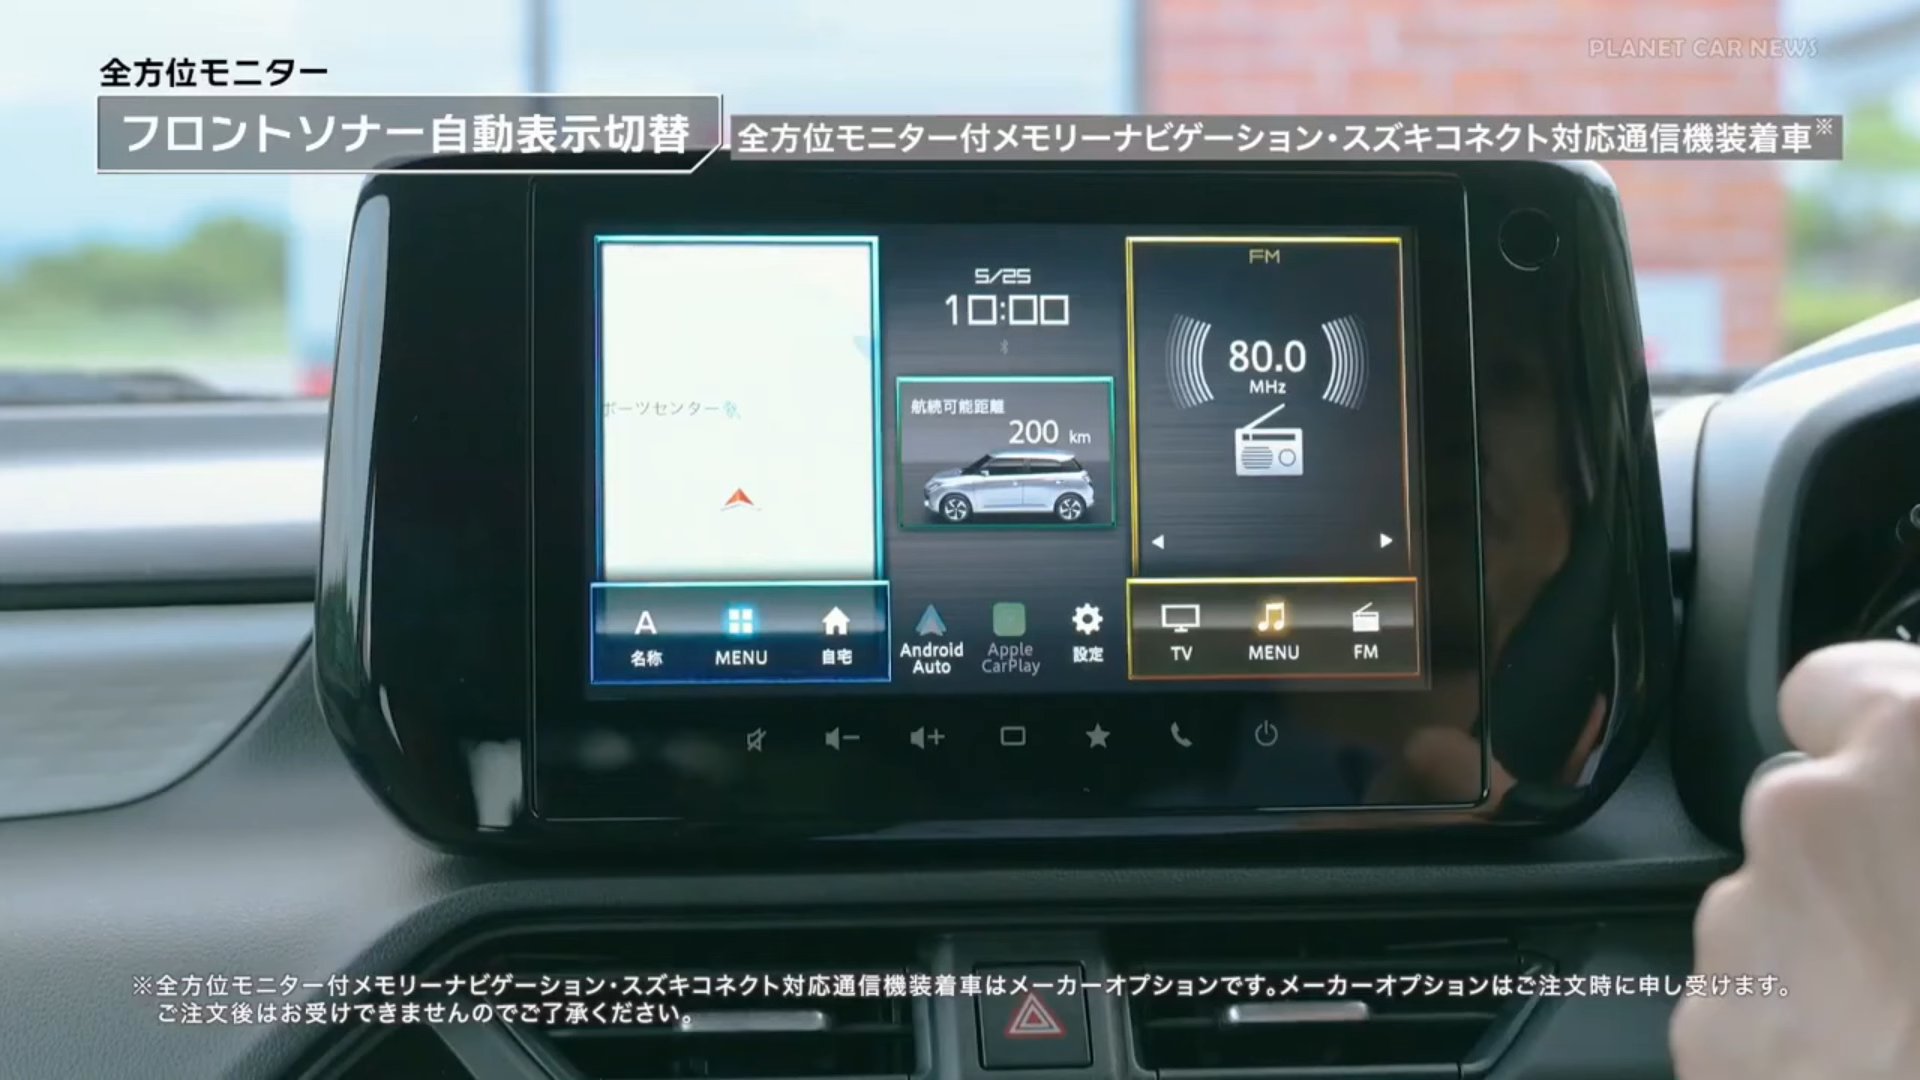 PLANET CAR NEWS
全方位モニター
フロントソナー自動表示切替
全方位モニター付メモリーナビゲーション・スズキコネクト対応通信機装着車※
5/25
10:00
FM
80.0
MHz
ポーツセンター
航続可能距離
200 km
名称
MENU
自宅
Android
Auto
Apple
CarPlay
設定
TV
MENU
FM
※全方位モニター付メモリーナビゲーション・スズキコネクト対応通信機装着車はメーカーオプションです。メーカーオプションはご注文時に申し受けます。
ご注文後はお受けできませんのでご了承ください。